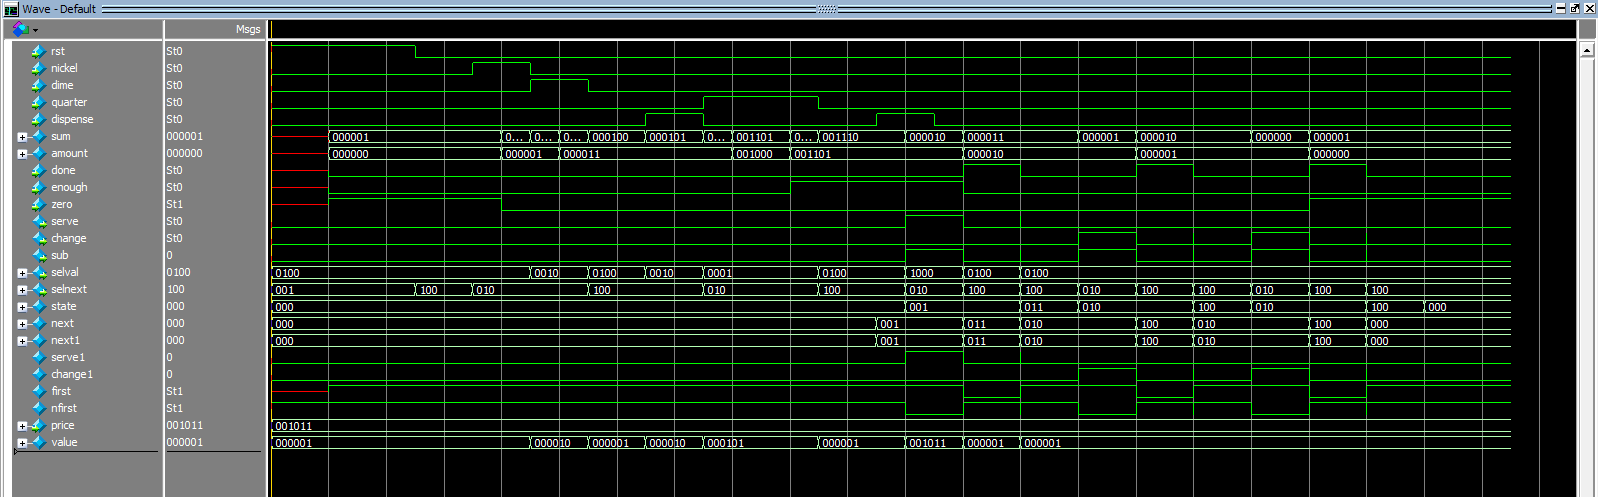 Wave - Default
Msgs
rst St0
nickel St0
dime St0
quarter St0
dispense St0
sum 000001 000001 0... 0... 0... 000100 000101 0... 001101 0... 001110 000010 000011 000001 000010 000000 000001
amount 000000 000000 000001 000011 001000 001101 000010 000001 000000
done St0
enough St0
zero St1
serve St0
change St0
sub 0
selval 0100 0100 0010 0100 0010 0001 0100 1000 0100 0100
selnext 100 001 100 010 100 010 100 010 100 100 010 100 100 010 100 100
state 000 000 001 011 010 100 010 100 000
next 000 000 001 011 010 100 010 100 000
next1 000 000 001 011 010 100 010 100 000
serve1 0
change1 0
first St1
nfirst St1
price 001011 001011
value 000001 000001 000010 000001 000010 000101 000001 001011 000001 000001